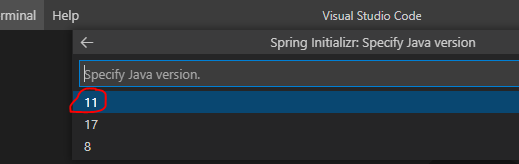 rminal Help Visual Studio Code
Spring Initializr: Specify Java version
Specify Java version.
11
17
8